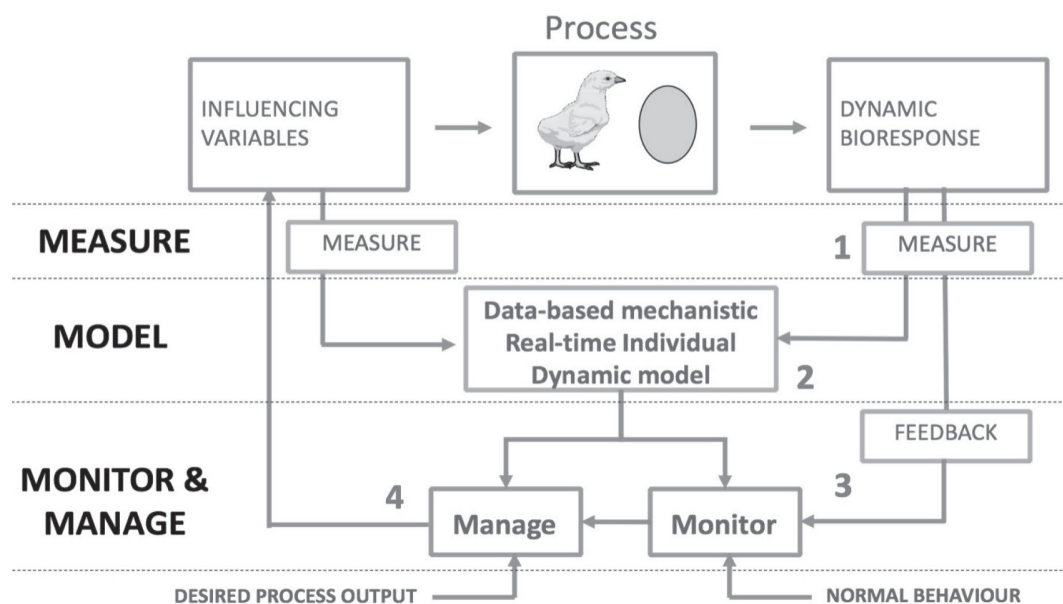 Process
INFLUENCING
VARIABLES
DYNAMIC
BIORESPONSE
MEASURE
MEASURE
1
MEASURE
MODEL
Data-based mechanistic
Real-time Individual
Dynamic model
2
FEEDBACK
MONITOR &
MANAGE
4
Manage
Monitor
3
DESIRED PROCESS OUTPUT
NORMAL BEHAVIOUR